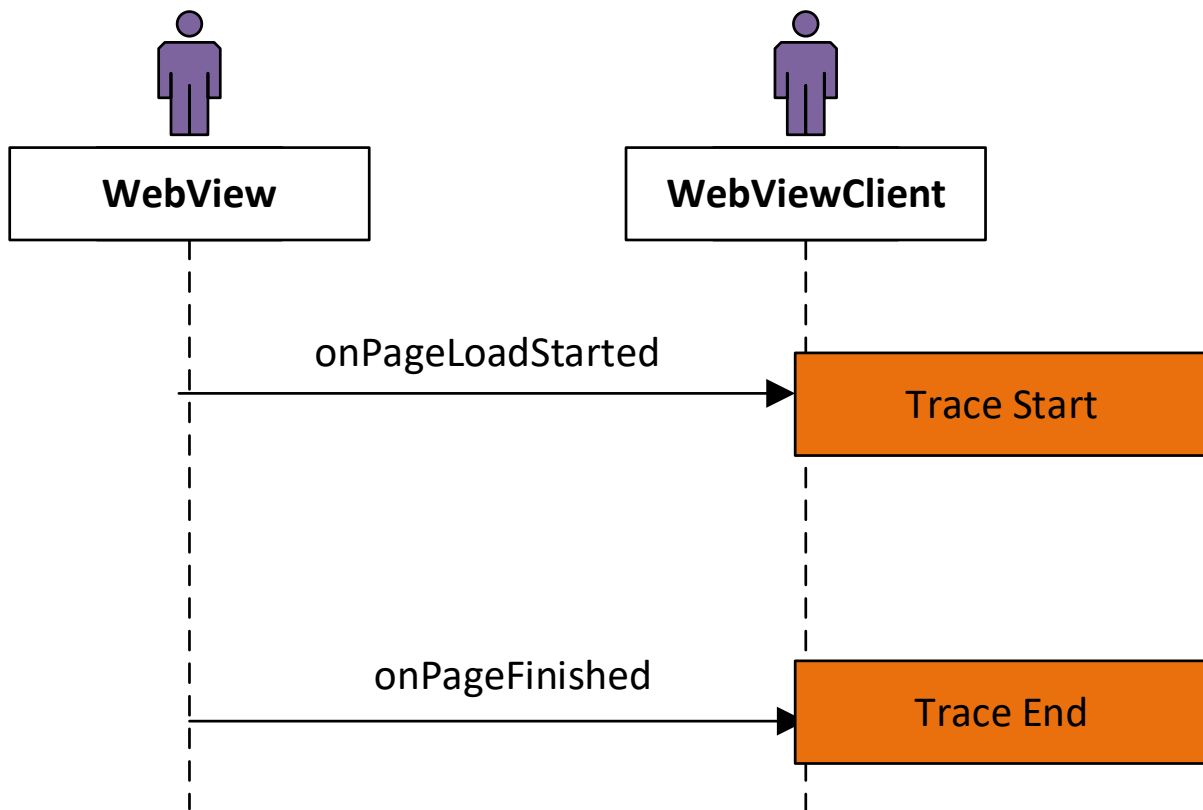 WebView
WebViewClient
onPageLoadStarted
Trace Start
onPageFinished
Trace End